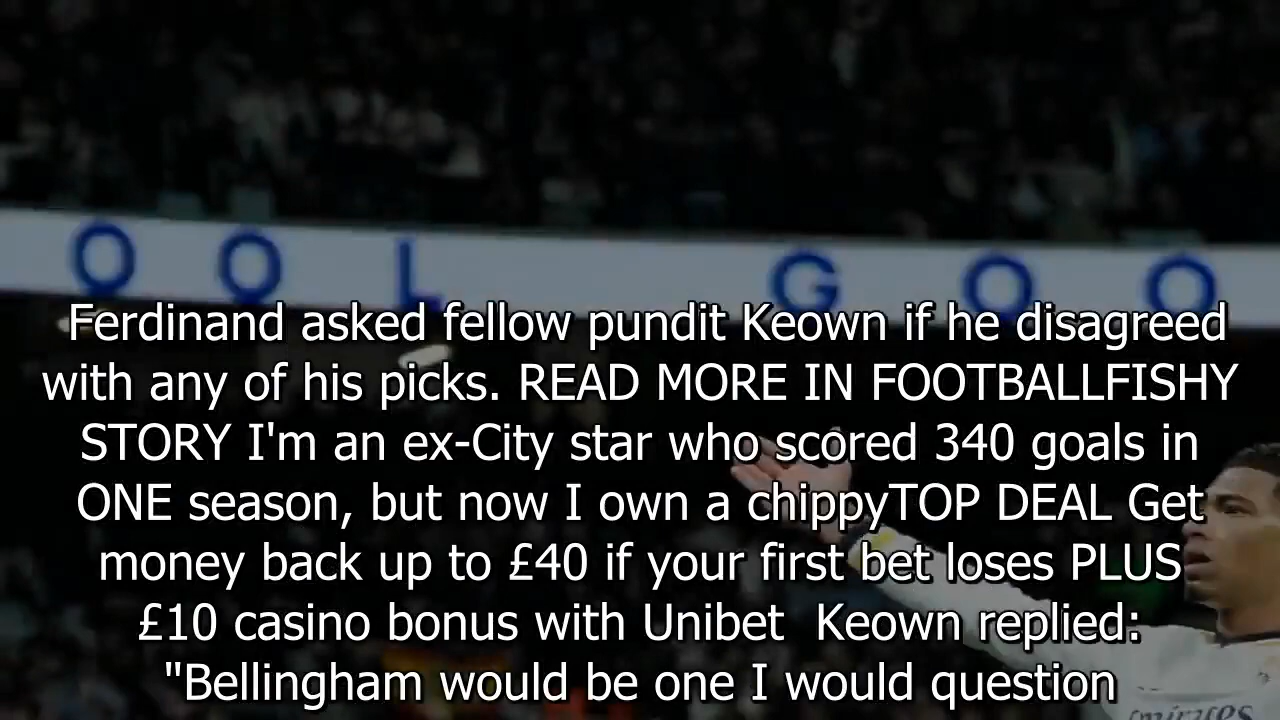 O O L G O O
Ferdinand asked fellow pundit Keown if he disagreed
with any of his picks. READ MORE IN FOOTBALLFISHY
STORY I'm an ex-City star who scored 340 goals in
ONE season, but now I own a chippyTOP DEAL Get
money back up to £40 if your first bet loses PLUS
£10 casino bonus with Unibet  Keown replied:
"Bellingham would be one I would question
Emirates